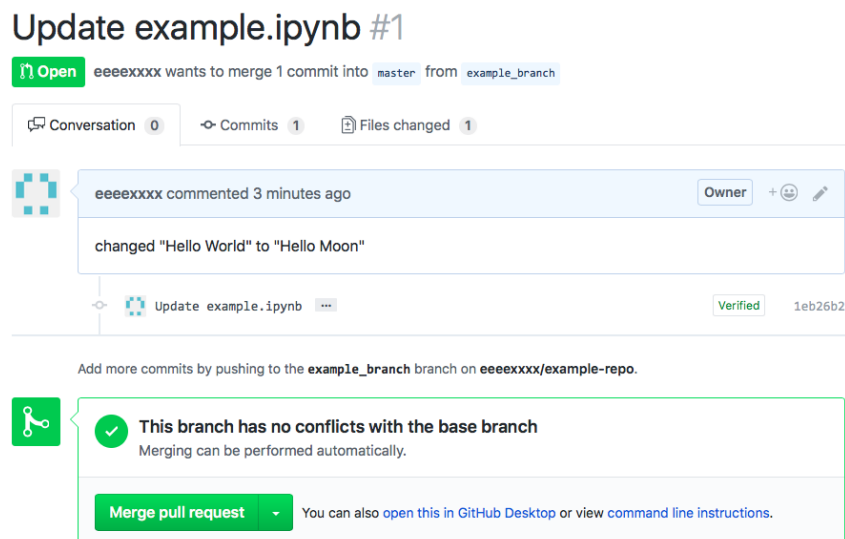 Update example.ipynb #1
Open eeeexxxx wants to merge 1 commit into master from example_branch
Conversation 0 Commits 1 Files changed 1
eeeexxxx commented 3 minutes ago Owner +
changed "Hello World" to "Hello Moon"
Update example.ipynb ... Verified 1eb26b2
Add more commits by pushing to the example_branch branch on eeeexxxx/example-repo.
This branch has no conflicts with the base branch
Merging can be performed automatically.
Merge pull request You can also open this in GitHub Desktop or view command line instructions.